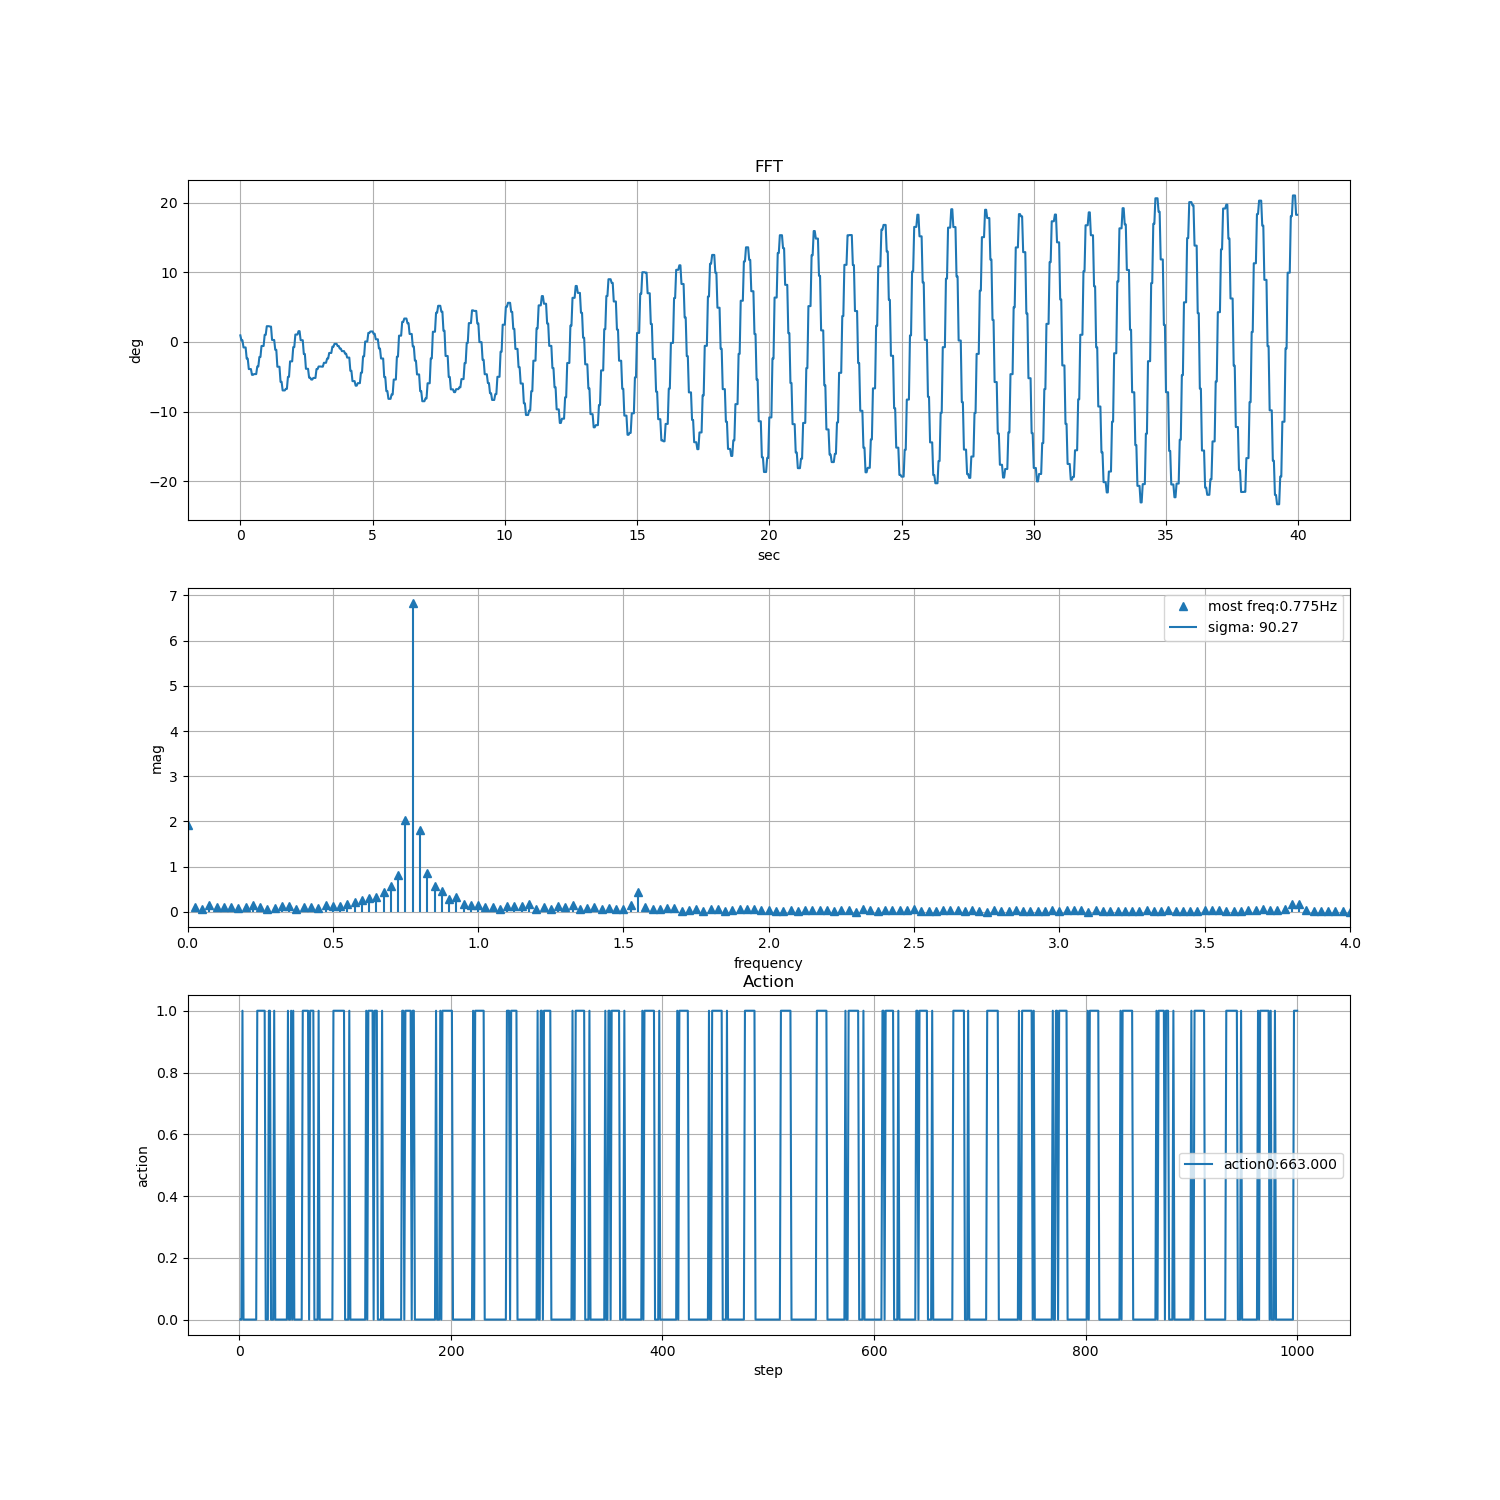 FFT
20
10
0
−10
−20
deg
0 5 10 15 20 25 30 35 40
sec
7
6
5
4
3
2
1
0
mag
most freq:0.775Hz
sigma: 90.27
0.0 0.5 1.0 1.5 2.0 2.5 3.0 3.5 4.0
frequency
Action
1.0
0.8
0.6
0.4
0.2
0.0
action
action0:663.000
0 200 400 600 800 1000
step